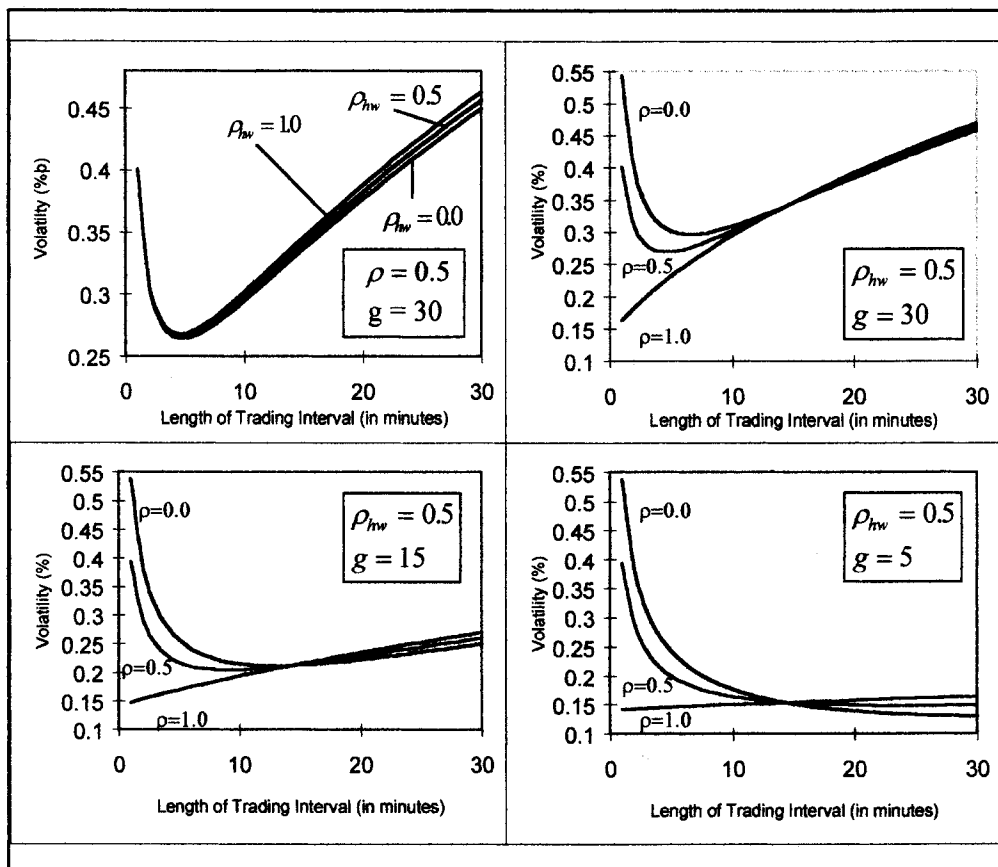 Volatility (%p)
0.45
0.4
0.35
0.3
0.25
ρhw = 1.0
ρhw = 0.5
ρhw = 0.0
ρ = 0.5
g = 30
0 10 20 30
Length of Trading Interval (in minutes)
Volatility (%)
0.55
0.5
0.45
0.4
0.35
0.3
0.25
0.2
0.15
0.1
ρ=0.0
ρ=0.5
ρ=1.0
ρhw = 0.5
g = 30
0 10 20 30
Length of Trading Interval (in minutes)
Volatility (%)
0.55
0.5
0.45
0.4
0.35
0.3
0.25
0.2
0.15
0.1
ρ=0.0
ρ=0.5
ρ=1.0
ρhw = 0.5
g = 15
0 10 20 30
Length of Trading Interval (in minutes)
Volatility (%)
0.55
0.5
0.45
0.4
0.35
0.3
0.25
0.2
0.15
0.1
ρ=0.0
ρ=0.5
ρ=1.0
ρhw = 0.5
g = 5
0 10 20 30
Length of Trading Interval (in minutes)